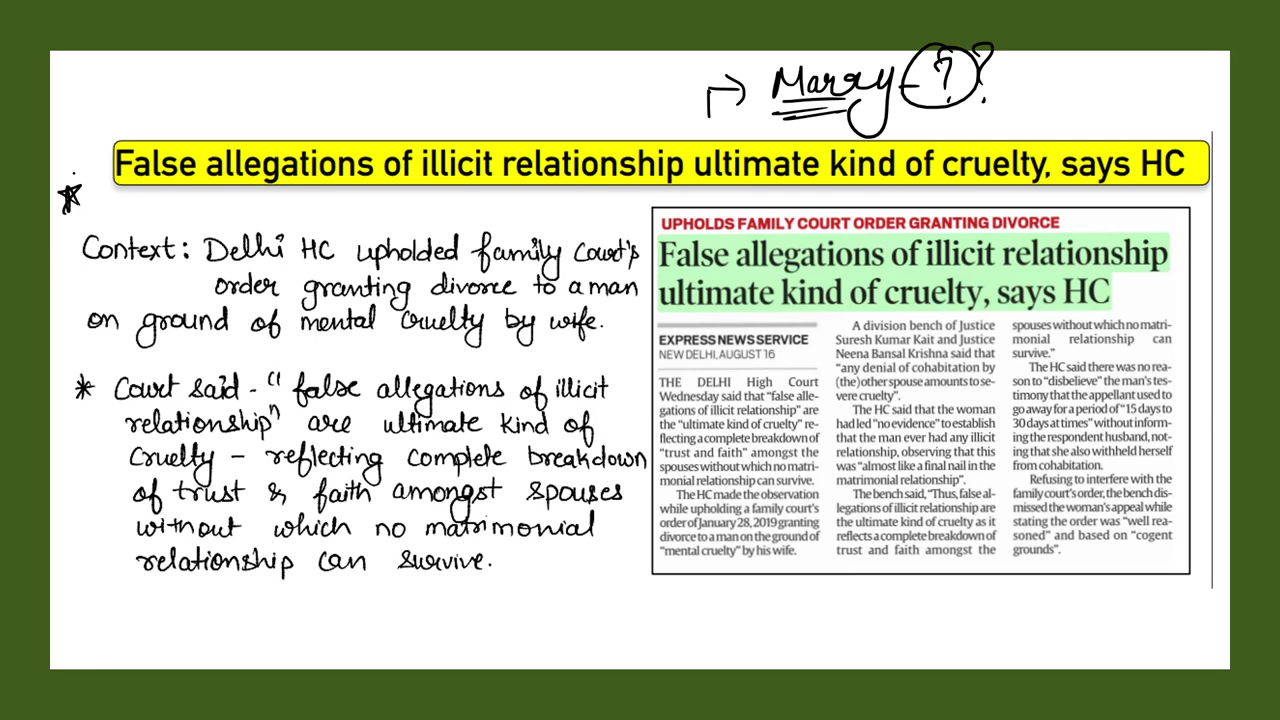 → Marry - ? ?
False allegations of illicit relationship ultimate kind of cruelty, says HC
Context: Delhi HC upholded family Court's
order granting divorce to a man
on ground of mental cruelty by wife.
* Court said - "false allegations of illicit
relationship" are ultimate kind of
Cruelty - reflecting complete breakdown
of trust & faith amongst spouses
without which no matrimonial
relationship can survive.
UPHOLDS FAMILY COURT ORDER GRANTING DIVORCE
False allegations of illicit relationship
ultimate kind of cruelty, says HC
EXPRESS NEWS SERVICE
NEW DELHI, AUGUST 16
THE DELHI High Court
Wednesday said that "false alle-
gations of illicit relationship" are
the "ultimate kind of cruelty" re-
flecting a complete breakdown of
"trust and faith" amongst the
spouses without which no matri-
monial relationship can survive.
The HC made the observation
while upholding a family court's
order of January 28, 2019 granting
divorce to a man on the ground of
"mental cruelty" by his wife.
A division bench of Justice
Suresh Kumar Kait and Justice
Neena Bansal Krishna said that
"any denial of cohabitation by
(the) other spouse amounts to se-
vere cruelty".
The HC said that the woman
had led "no evidence" to establish
that the man ever had any illicit
relationship, observing that this
was "almost like a final nail in the
matrimonial relationship".
The bench said, "Thus, false al-
legations of illicit relationship are
the ultimate kind of cruelty as it
reflects a complete breakdown of
trust and faith amongst the
spouses without which no matri-
monial relationship can
survive."
The HC said there was no rea-
son to "disbelieve" the man's tes-
timony that the appellant used to
go away for a period of "15 days to
30 days at times" without inform-
ing the respondent husband, not-
ing that she also withheld herself
from cohabitation.
Refusing to interfere with the
family court's order, the bench dis-
missed the woman's appeal while
stating the order was "well rea-
soned" and based on "cogent
grounds".